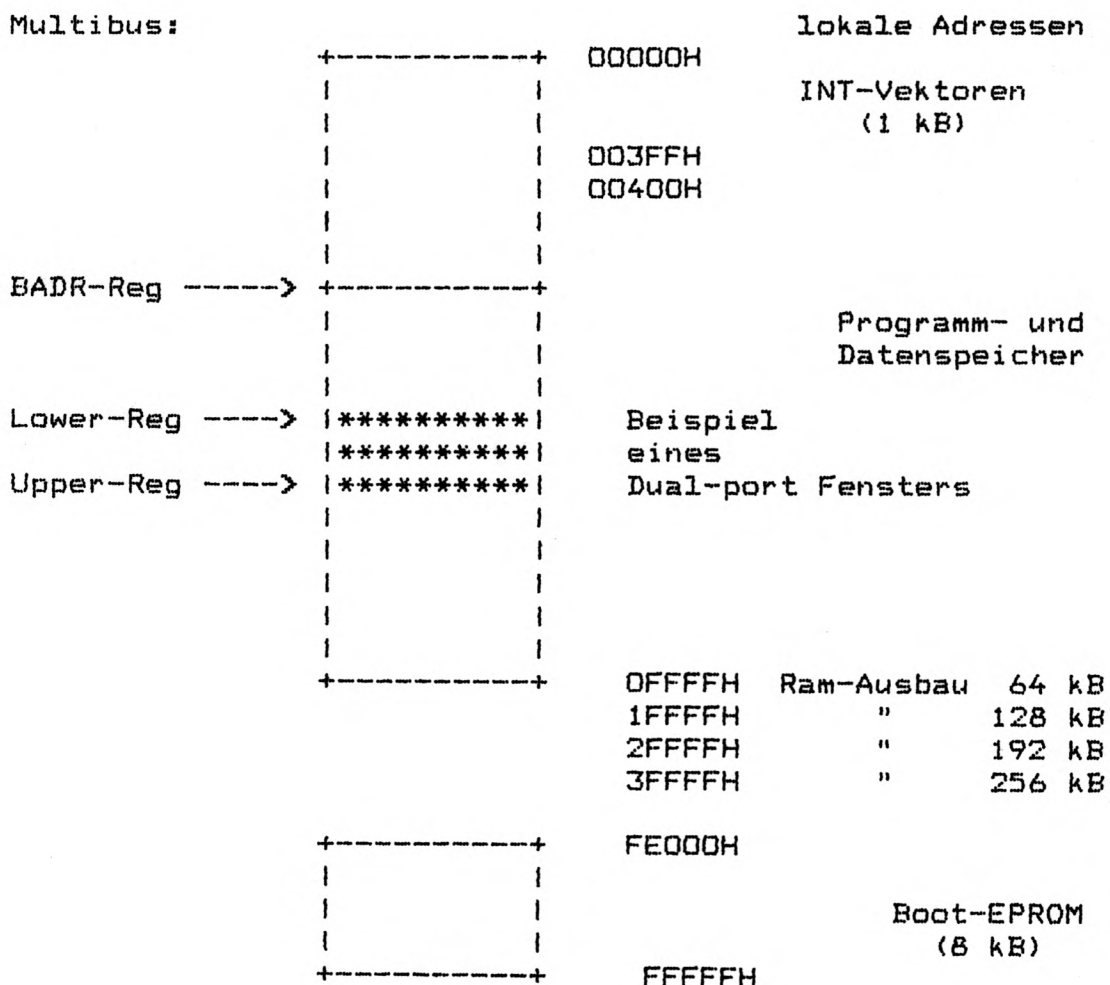 Multibus: lokale Adressen
+-----------+ 00000H
INT-Vektoren
(1 kB)
003FFH
00400H
BADR-Reg -----> +-----------+
Programm- und
Datenspeicher
Lower-Reg ----> |**********| Beispiel
|**********| eines
Upper-Reg ----> |**********| Dual-port Fensters
+-----------+ 0FFFFH Ram-Ausbau 64 kB
1FFFFH " 128 kB
2FFFFH " 192 kB
3FFFFH " 256 kB
+-----------+ FE000H
Boot-EPROM
(8 kB)
+-----------+ FFFFFH